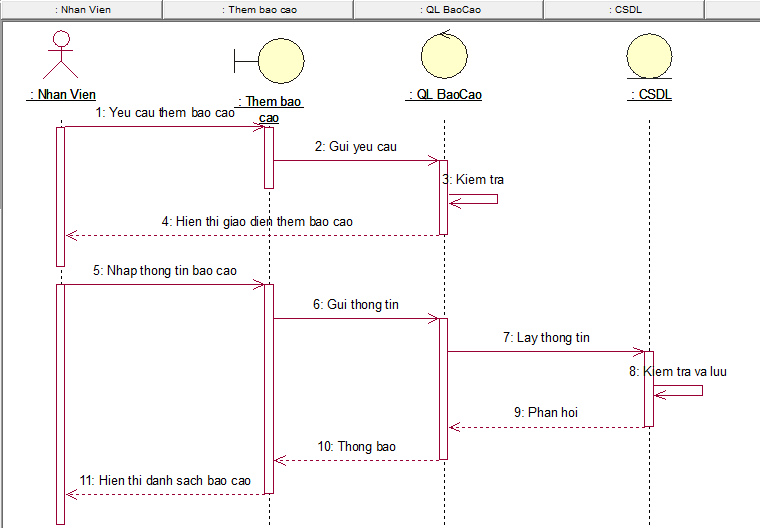 : Nhan Vien
: Them bao cao
: QL BaoCao
: CSDL
: Nhan Vien
: Them bao
cao
: QL BaoCao
: CSDL
1: Yeu cau them bao cao
2: Gui yeu cau
3: Kiem tra
4: Hien thi giao dien them bao cao
5: Nhap thong tin bao cao
6: Gui thong tin
7: Lay thong tin
8: Kiem tra va luu
9: Phan hoi
10: Thong bao
11: Hien thi danh sach bao cao